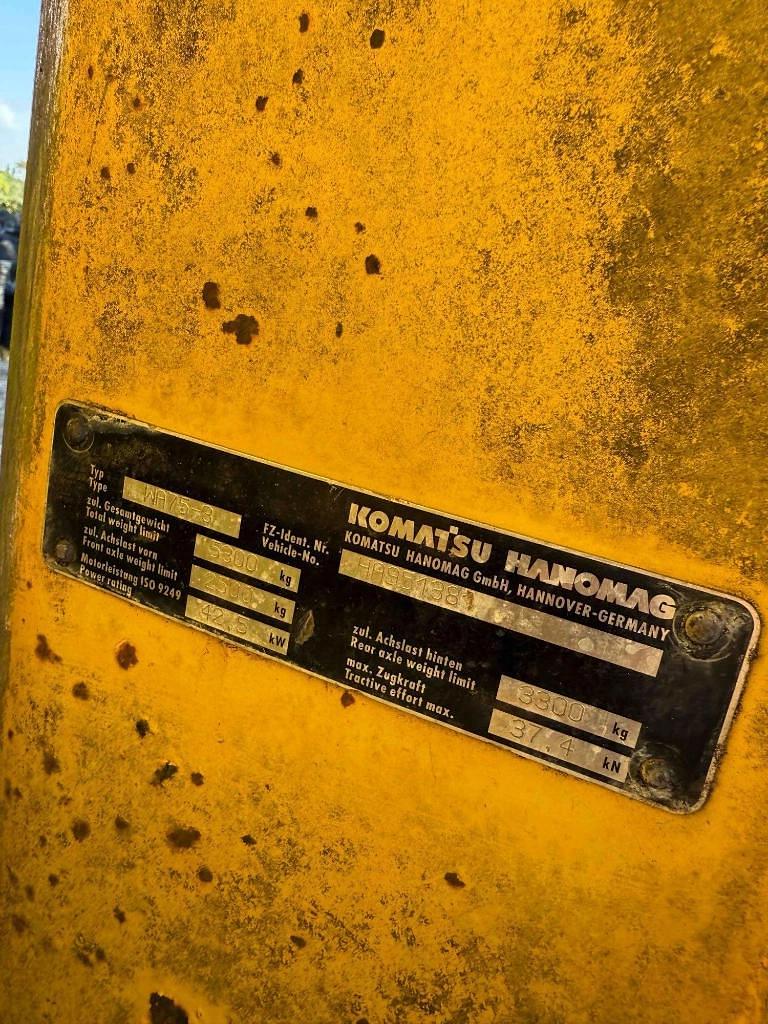 KOMATSU HANOMAG
KOMATSU HANOMAG GmbH, HANNOVER-GERMANY
Typ
Type
WA75-3
FZ-Ident. Nr.
Vehicle-No.
zul. Gesamtgewicht
Total weight limit
5300 kg
zul. Achslast vorn
Front axle weight limit
2500 kg
Motorleistung ISO 9249
Power rating
42.5 kW
zul. Achslast hinten
Rear axle weight limit
3300 kg
max. Zugkraft
Tractive effort max.
37.4 kN